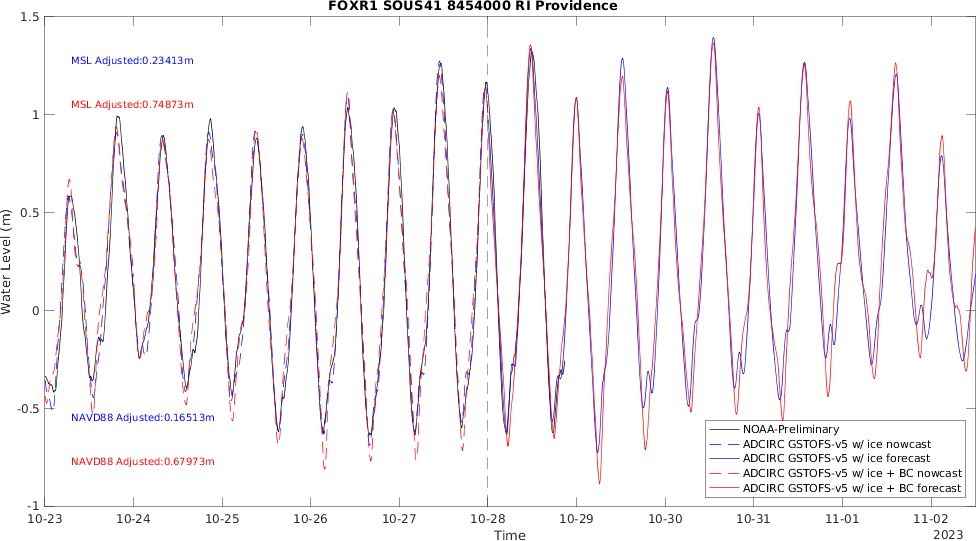 FOXR1 SOUS41 8454000 RI Providence
1.5
MSL Adjusted:0.23413m
MSL Adjusted:0.74873m
1
0.5
Water Level (m)
0
-0.5
NAVD88 Adjusted:0.16513m
NAVD88 Adjusted:0.67973m
NOAA-Preliminary
ADCIRC GSTOFS-v5 w/ ice nowcast
ADCIRC GSTOFS-v5 w/ ice forecast
ADCIRC GSTOFS-v5 w/ ice + BC nowcast
ADCIRC GSTOFS-v5 w/ ice + BC forecast
-1
10-23 10-24 10-25 10-26 10-27 10-28 10-29 10-30 10-31 11-01 11-02
Time
2023